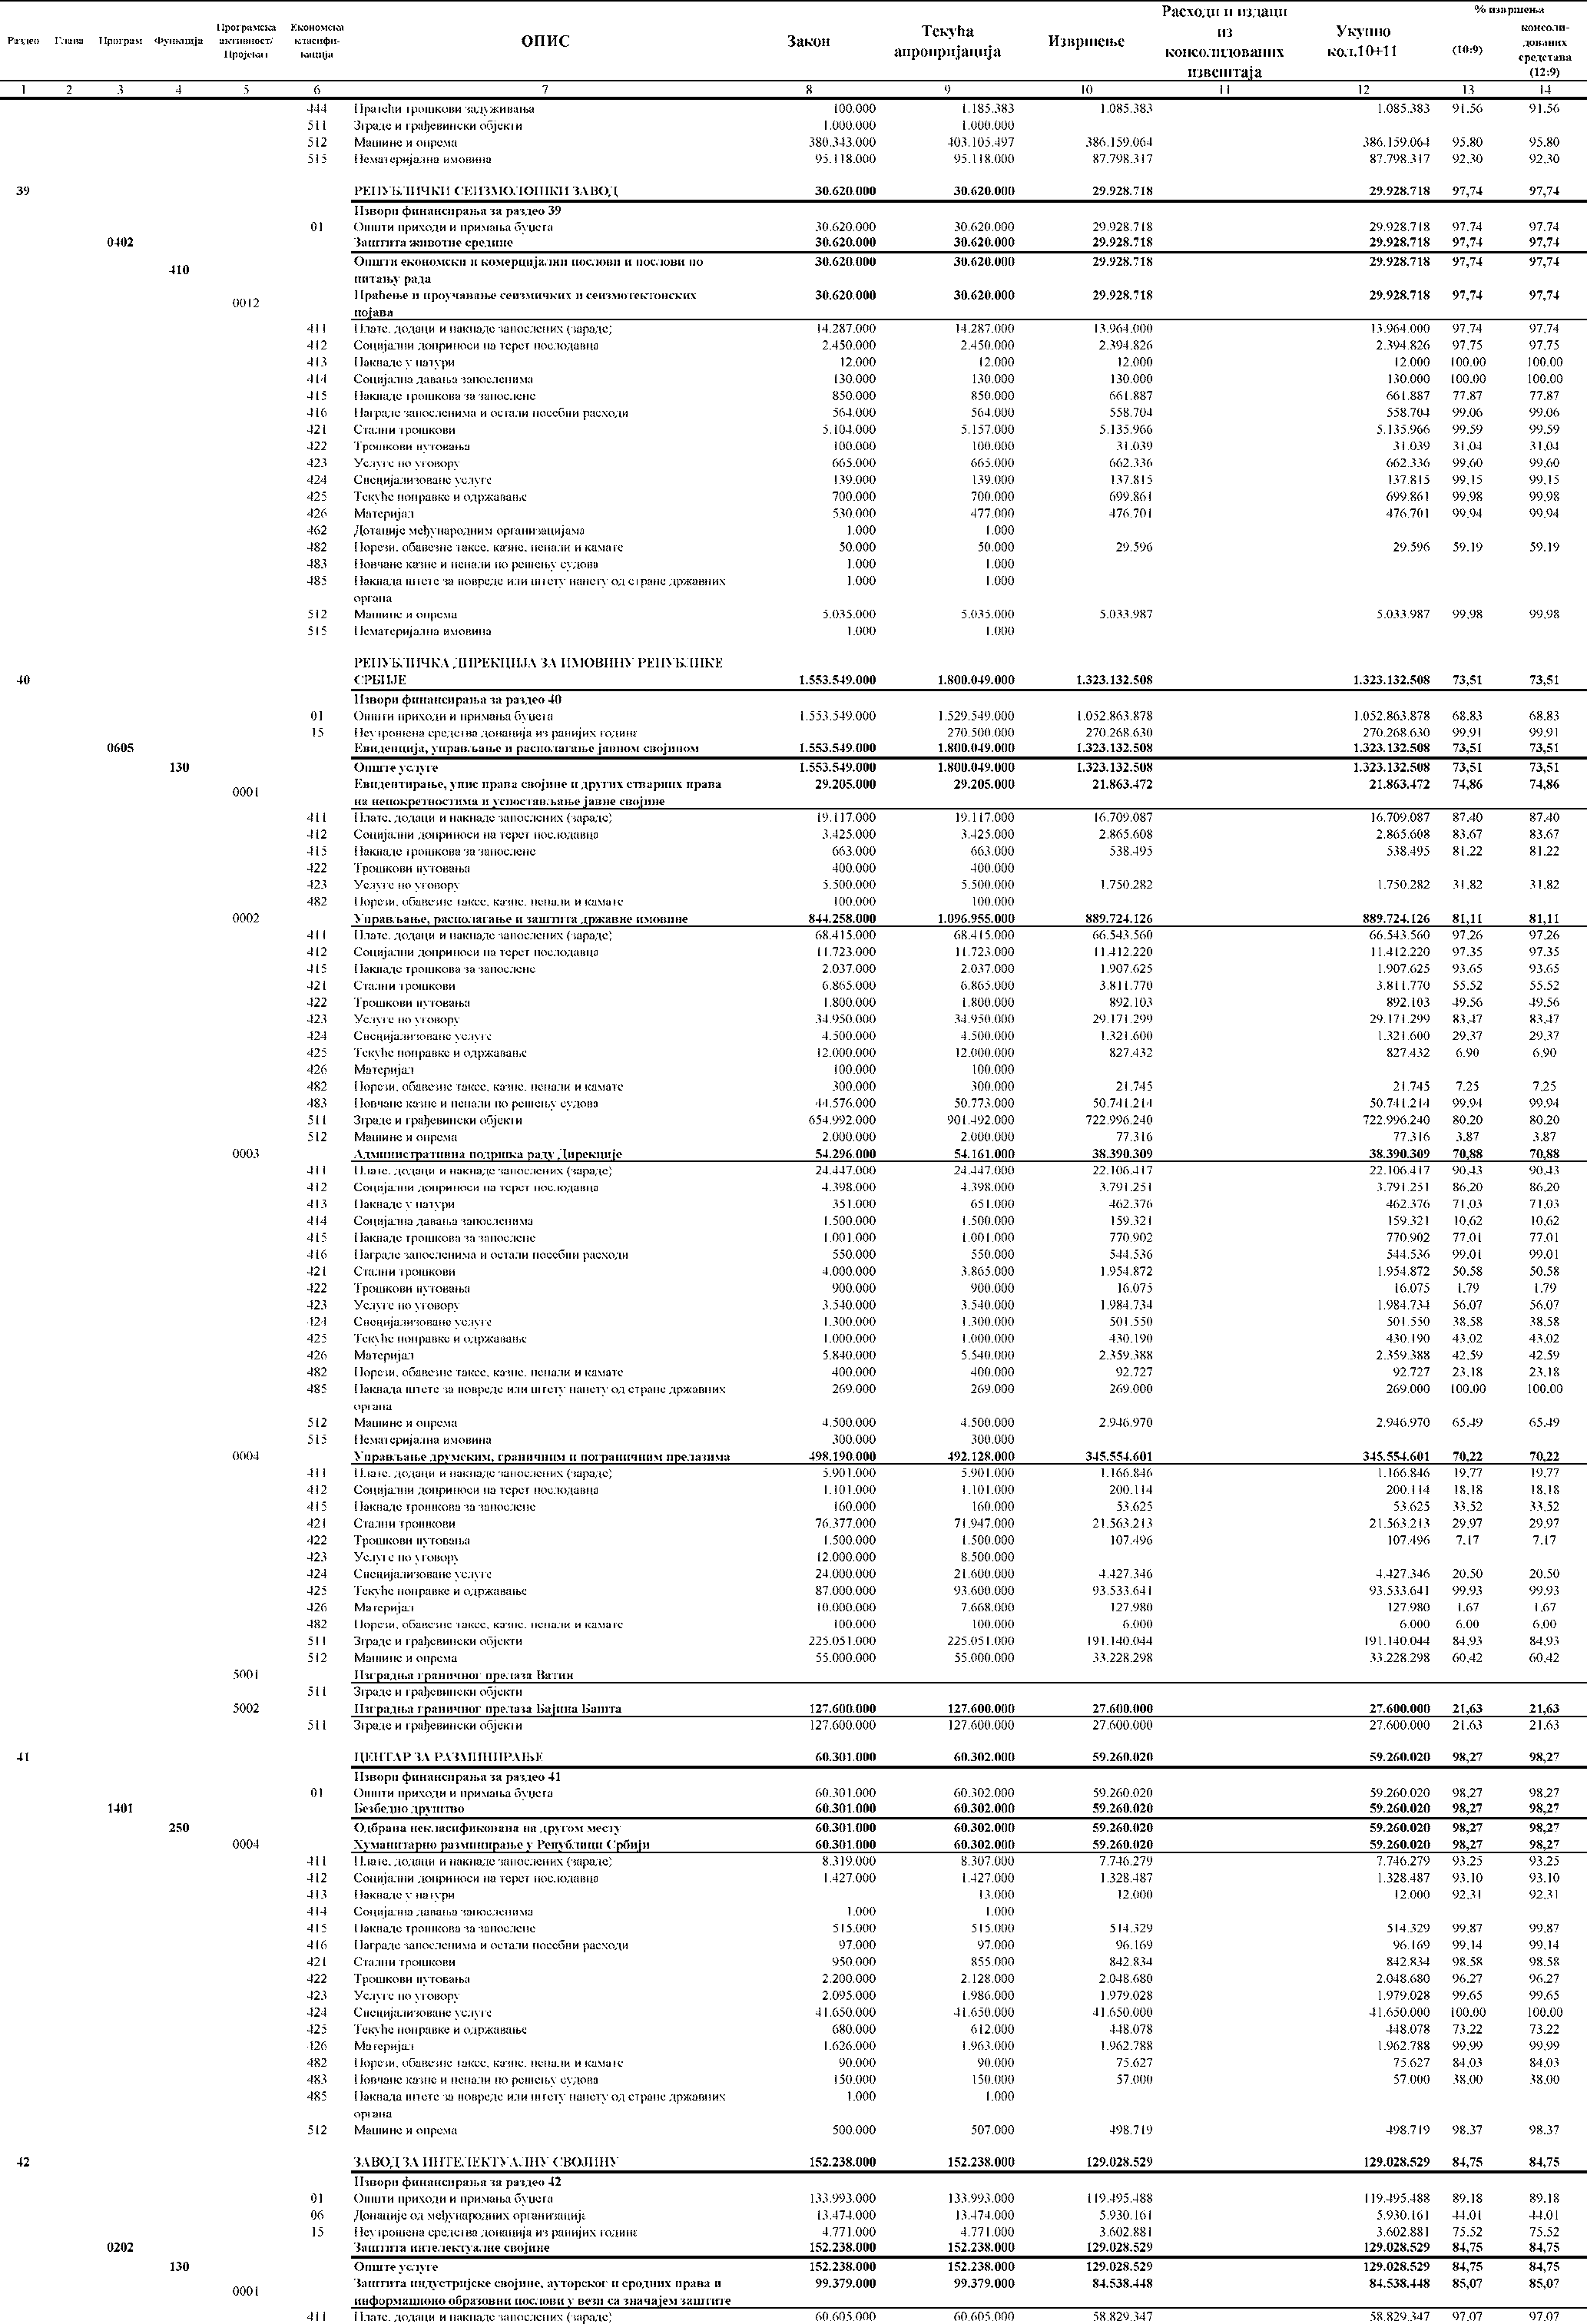 Раздео Глава Програм Функција Програмска активност/ Пројекат Економска класифи-кација ОПИС Закон Текућа апропријација Извршење Расходи и издаци из консолидованих извештаја Укупно кол.10+11 % извршења (10:9) консоли-дованих средстава (12:9)
1 2 3 4 5 6 7 8 9 10 11 12 13 14
444 Пратећи трошкови задуживања 100.000 1.185.383 1.085.383 1.085.383 91,56 91,56
511 Зграде и грађевински објекти 1.000.000 1.000.000
512 Машине и опрема 380.343.000 403.105.497 386.159.064 386.159.064 95,80 95,80
515 Нематеријална имовина 95.118.000 95.118.000 87.798.317 87.798.317 92,30 92,30
39 РЕПУБЛИЧКИ СЕИЗМОЛОШКИ ЗАВОД 30.620.000 30.620.000 29.928.718 29.928.718 97,74 97,74
Извори финансирања за раздео 39
01 Општи приходи и примања буџета 30.620.000 30.620.000 29.928.718 29.928.718 97,74 97,74
0402 Заштита животне средине 30.620.000 30.620.000 29.928.718 29.928.718 97,74 97,74
410 Општи економски и комерцијални послови и послови по питању рада 30.620.000 30.620.000 29.928.718 29.928.718 97,74 97,74
0012 Праћење и проучавање сеизмичких и сеизмотектонских појава 30.620.000 30.620.000 29.928.718 29.928.718 97,74 97,74
411 Плате, додаци и накнаде запослених (зараде) 14.287.000 14.287.000 13.964.000 13.964.000 97,74 97,74
412 Социјални доприноси на терет послодавца 2.450.000 2.450.000 2.394.826 2.394.826 97,75 97,75
413 Накнаде у натури 12.000 12.000 12.000 12.000 100,00 100,00
414 Социјална давања запосленима 130.000 130.000 130.000 130.000 100,00 100,00
415 Накнаде трошкова за запослене 850.000 850.000 661.887 661.887 77,87 77,87
416 Награде запосленима и остали посебни расходи 564.000 564.000 558.704 558.704 99,06 99,06
421 Стални трошкови 5.104.000 5.157.000 5.135.966 5.135.966 99,59 99,59
422 Трошкови путовања 100.000 100.000 31.039 31.039 31,04 31,04
423 Услуге по уговору 665.000 665.000 662.336 662.336 99,60 99,60
424 Специјализоване услуге 139.000 139.000 137.815 137.815 99,15 99,15
425 Текуће поправке и одржавање 700.000 700.000 699.861 699.861 99,98 99,98
426 Материјал 530.000 477.000 476.701 476.701 99,94 99,94
462 Дотације међународним организацијама 1.000 1.000
482 Порези, обавезне таксе, казне, пенали и камате 50.000 50.000 29.596 29.596 59,19 59,19
483 Новчане казне и пенали по решењу судова 1.000 1.000
485 Накнада штете за повреде или штету нанету од стране државних органа 1.000 1.000
512 Машине и опрема 5.035.000 5.035.000 5.033.987 5.033.987 99,98 99,98
515 Нематеријална имовина 1.000 1.000
40 РЕПУБЛИЧКА ДИРЕКЦИЈА ЗА ИМОВИНУ РЕПУБЛИКЕ СРБИЈЕ 1.553.549.000 1.800.049.000 1.323.132.508 1.323.132.508 73,51 73,51
Извори финансирања за раздео 40
01 Општи приходи и примања буџета 1.553.549.000 1.529.549.000 1.052.863.878 1.052.863.878 68,83 68,83
15 Неутрошена средства донација из ранијих година 270.500.000 270.268.630 270.268.630 99,91 99,91
0605 Евиденција, управљање и располагање јавном својином 1.553.549.000 1.800.049.000 1.323.132.508 1.323.132.508 73,51 73,51
130 Опште услуге 1.553.549.000 1.800.049.000 1.323.132.508 1.323.132.508 73,51 73,51
0001 Евидентирање, упис права својине и других стварних права на непокретностима и успостављање јавне својине 29.205.000 29.205.000 21.863.472 21.863.472 74,86 74,86
411 Плате, додаци и накнаде запослених (зараде) 19.117.000 19.117.000 16.709.087 16.709.087 87,40 87,40
412 Социјални доприноси на терет послодавца 3.425.000 3.425.000 2.865.608 2.865.608 83,67 83,67
415 Накнаде трошкова за запослене 663.000 663.000 538.495 538.495 81,22 81,22
422 Трошкови путовања 400.000 400.000
423 Услуге по уговору 5.500.000 5.500.000 1.750.282 1.750.282 31,82 31,82
482 Порези, обавезне таксе, казне, пенали и камате 100.000 100.000
0002 Управљање, располагање и заштита државне имовине 844.258.000 1.096.955.000 889.724.126 889.724.126 81,11 81,11
411 Плате, додаци и накнаде запослених (зараде) 68.415.000 68.415.000 66.543.560 66.543.560 97,26 97,26
412 Социјални доприноси на терет послодавца 11.723.000 11.723.000 11.412.220 11.412.220 97,35 97,35
415 Накнаде трошкова за запослене 2.037.000 2.037.000 1.907.625 1.907.625 93,65 93,65
421 Стални трошкови 6.865.000 6.865.000 3.811.770 3.811.770 55,52 55,52
422 Трошкови путовања 1.800.000 1.800.000 892.103 892.103 49,56 49,56
423 Услуге по уговору 34.950.000 34.950.000 29.171.299 29.171.299 83,47 83,47
424 Специјализоване услуге 4.500.000 4.500.000 1.321.600 1.321.600 29,37 29,37
425 Текуће поправке и одржавање 12.000.000 12.000.000 827.432 827.432 6,90 6,90
426 Материјал 100.000 100.000
482 Порези, обавезне таксе, казне, пенали и камате 300.000 300.000 21.745 21.745 7,25 7,25
483 Новчане казне и пенали по решењу судова 44.576.000 50.773.000 50.741.214 50.741.214 99,94 99,94
511 Зграде и грађевински објекти 654.992.000 901.492.000 722.996.240 722.996.240 80,20 80,20
512 Машине и опрема 2.000.000 2.000.000 77.316 77.316 3,87 3,87
0003 Административна подршка раду Дирекције 54.296.000 54.161.000 38.390.309 38.390.309 70,88 70,88
411 Плате, додаци и накнаде запослених (зараде) 24.447.000 24.447.000 22.106.417 22.106.417 90,43 90,43
412 Социјални доприноси на терет послодавца 4.398.000 4.398.000 3.791.251 3.791.251 86,20 86,20
413 Накнаде у натури 351.000 651.000 462.376 462.376 71,03 71,03
414 Социјална давања запосленима 1.500.000 1.500.000 159.321 159.321 10,62 10,62
415 Накнаде трошкова за запослене 1.001.000 1.001.000 770.902 770.902 77,01 77,01
416 Награде запосленима и остали посебни расходи 550.000 550.000 544.536 544.536 99,01 99,01
421 Стални трошкови 4.000.000 3.865.000 1.954.872 1.954.872 50,58 50,58
422 Трошкови путовања 900.000 900.000 16.075 16.075 1,79 1,79
423 Услуге по уговору 3.540.000 3.540.000 1.984.734 1.984.734 56,07 56,07
424 Специјализоване услуге 1.300.000 1.300.000 501.550 501.550 38,58 38,58
425 Текуће поправке и одржавање 1.000.000 1.000.000 430.190 430.190 43,02 43,02
426 Материјал 5.840.000 5.540.000 2.359.388 2.359.388 42,59 42,59
482 Порези, обавезне таксе, казне, пенали и камате 400.000 400.000 92.727 92.727 23,18 23,18
485 Накнада штете за повреде или штету нанету од стране државних органа 269.000 269.000 269.000 269.000 100,00 100,00
512 Машине и опрема 4.500.000 4.500.000 2.946.970 2.946.970 65,49 65,49
515 Нематеријална имовина 300.000 300.000
0004 Управљање друмским, граничним и пограничним прелазима 498.190.000 492.128.000 345.554.601 345.554.601 70,22 70,22
411 Плате, додаци и накнаде запослених (зараде) 5.901.000 5.901.000 1.166.846 1.166.846 19,77 19,77
412 Социјални доприноси на терет послодавца 1.101.000 1.101.000 200.114 200.114 18,18 18,18
415 Накнаде трошкова за запослене 160.000 160.000 53.625 53.625 33,52 33,52
421 Стални трошкови 76.377.000 71.947.000 21.563.213 21.563.213 29,97 29,97
422 Трошкови путовања 1.500.000 1.500.000 107.496 107.496 7,17 7,17
423 Услуге по уговору 12.000.000 8.500.000
424 Специјализоване услуге 24.000.000 21.600.000 4.427.346 4.427.346 20,50 20,50
425 Текуће поправке и одржавање 87.000.000 93.600.000 93.533.641 93.533.641 99,93 99,93
426 Материјал 10.000.000 7.668.000 127.980 127.980 1,67 1,67
482 Порези, обавезне таксе, казне, пенали и камате 100.000 100.000 6.000 6.000 6,00 6,00
511 Зграде и грађевински објекти 225.051.000 225.051.000 191.140.044 191.140.044 84,93 84,93
512 Машине и опрема 55.000.000 55.000.000 33.228.298 33.228.298 60,42 60,42
5001 Изградња граничног прелаза Ватин
511 Зграде и грађевински објекти
5002 Изградња граничног прелаза Бајина Башта 127.600.000 127.600.000 27.600.000 27.600.000 21,63 21,63
511 Зграде и грађевински објекти 127.600.000 127.600.000 27.600.000 27.600.000 21,63 21,63
41 ЦЕНТАР ЗА РАЗМИНИРАЊЕ 60.301.000 60.302.000 59.260.020 59.260.020 98,27 98,27
Извори финансирања за раздео 41
01 Општи приходи и примања буџета 60.301.000 60.302.000 59.260.020 59.260.020 98,27 98,27
1401 Безбедно друштво 60.301.000 60.302.000 59.260.020 59.260.020 98,27 98,27
250 Одбрана некласификована на другом месту 60.301.000 60.302.000 59.260.020 59.260.020 98,27 98,27
0004 Хуманитарно разминирање у Републици Србији 60.301.000 60.302.000 59.260.020 59.260.020 98,27 98,27
411 Плате, додаци и накнаде запослених (зараде) 8.319.000 8.307.000 7.746.279 7.746.279 93,25 93,25
412 Социјални доприноси на терет послодавца 1.427.000 1.427.000 1.328.487 1.328.487 93,10 93,10
413 Накнаде у натури 13.000 12.000 12.000 92,31 92,31
414 Социјална давања запосленима 1.000 1.000
415 Накнаде трошкова за запослене 515.000 515.000 514.329 514.329 99,87 99,87
416 Награде запосленима и остали посебни расходи 97.000 97.000 96.169 96.169 99,14 99,14
421 Стални трошкови 950.000 855.000 842.834 842.834 98,58 98,58
422 Трошкови путовања 2.200.000 2.128.000 2.048.680 2.048.680 96,27 96,27
423 Услуге по уговору 2.095.000 1.986.000 1.979.028 1.979.028 99,65 99,65
424 Специјализоване услуге 41.650.000 41.650.000 41.650.000 41.650.000 100,00 100,00
425 Текуће поправке и одржавање 680.000 612.000 448.078 448.078 73,22 73,22
426 Материјал 1.626.000 1.963.000 1.962.788 1.962.788 99,99 99,99
482 Порези, обавезне таксе, казне, пенали и камате 90.000 90.000 75.627 75.627 84,03 84,03
483 Новчане казне и пенали по решењу судова 150.000 150.000 57.000 57.000 38,00 38,00
485 Накнада штете за повреде или штету нанету од стране државних органа 1.000 1.000
512 Машине и опрема 500.000 507.000 498.719 498.719 98,37 98,37
42 ЗАВОД ЗА ИНТЕЛЕКТУАЛНУ СВОЈИНУ 152.238.000 152.238.000 129.028.529 129.028.529 84,75 84,75
Извори финансирања за раздео 42
01 Општи приходи и примања буџета 133.993.000 133.993.000 119.495.488 119.495.488 89,18 89,18
06 Донације од међународних организација 13.474.000 13.474.000 5.930.161 5.930.161 44,01 44,01
15 Неутрошена средства донација из ранијих година 4.771.000 4.771.000 3.602.881 3.602.881 75,52 75,52
0202 Заштита интелектуалне својине 152.238.000 152.238.000 129.028.529 129.028.529 84,75 84,75
130 Опште услуге 152.238.000 152.238.000 129.028.529 129.028.529 84,75 84,75
0001 Заштита индустријске својине, ауторског и сродних права и информационо образовни послови у вези са значајем заштите 99.379.000 99.379.000 84.538.448 84.538.448 85,07 85,07
411 Плате, додаци и накнаде запослених (зараде) 60.605.000 60.605.000 58.829.347 58.829.347 97,07 97,07